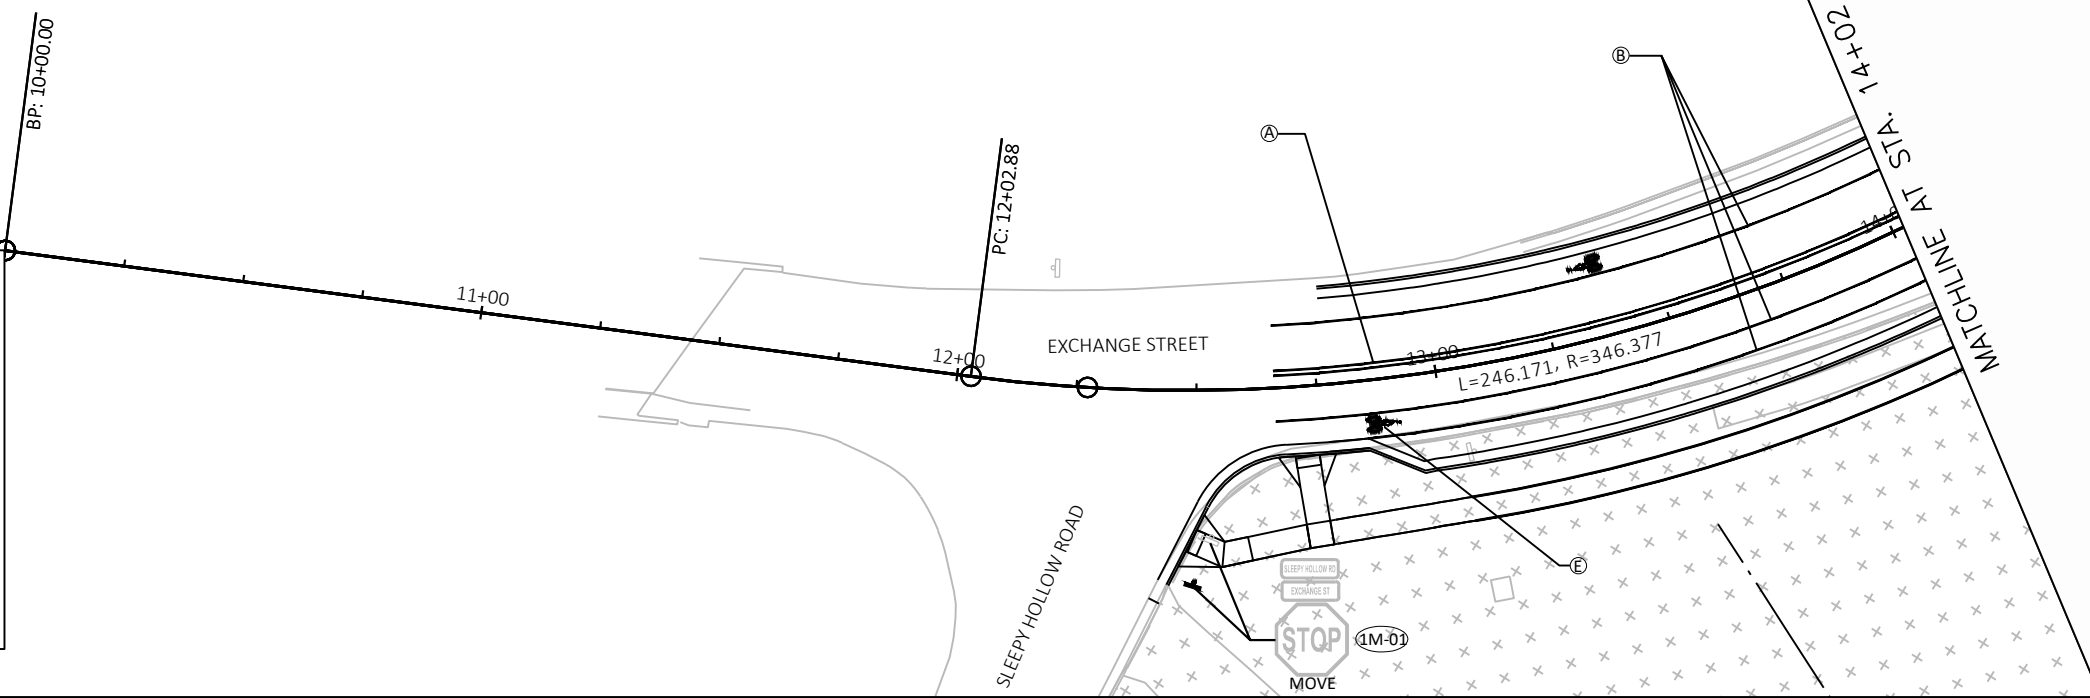 BP: 10+00.00
11+00
12+00
PC: 12+02.88
EXCHANGE STREET
SLEEPY HOLLOW ROAD
A
B
13+00
L=246.171, R=346.377
MATCHLINE AT STA. 14+02
E
SLEEPY HOLLOW RD
EXCHANGE ST
STOP
1M-01
MOVE